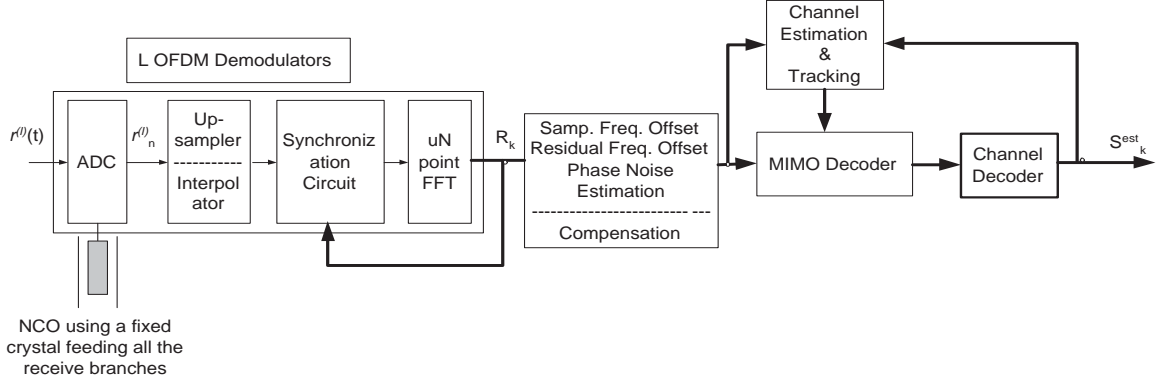 Channel
Estimation
&
Tracking
L OFDM Demodulators
r(l)(t)
ADC
r(l)n
Up-
sampler
Interpol
ator
Synchroniz
ation
Circuit
uN
point
FFT
Rk
Samp. Freq. Offset
Residual Freq. Offset
Phase Noise
Estimation
Compensation
MIMO Decoder
Channel
Decoder
Sestk
NCO using a fixed
crystal feeding all the
receive branches